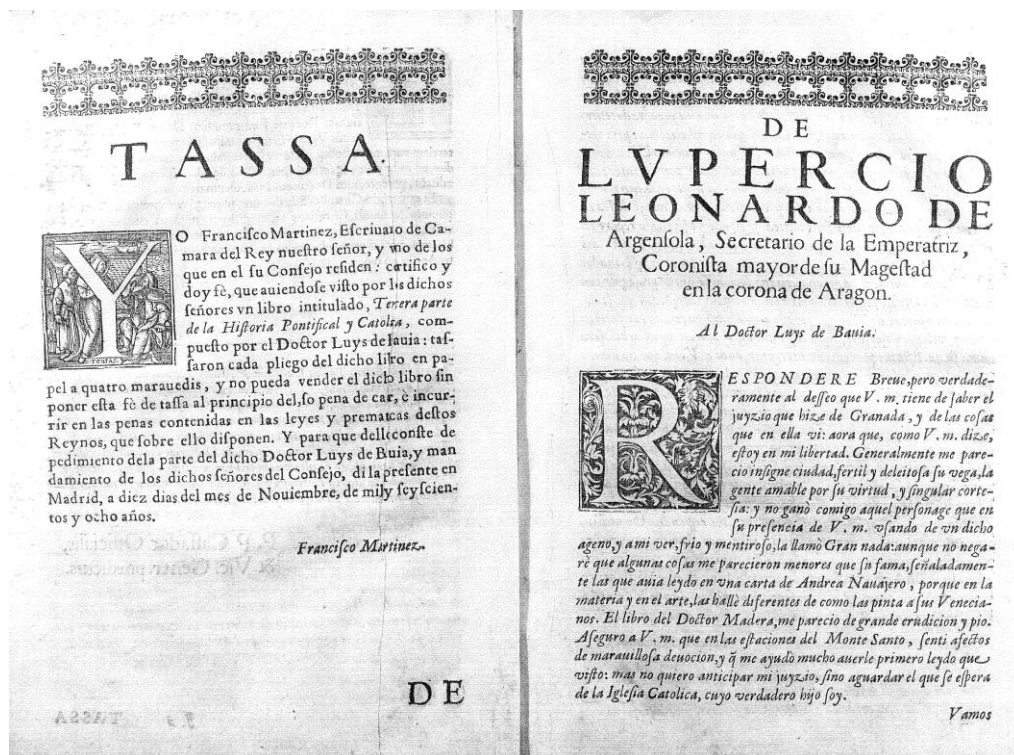 TASSA.
YO Francisco Martinez, Escriuaio de Ca-
mara del Rey nuestro señor, y vno de los
que en el su Consejo residen: certifico y
doy fè, que auiendose visto por los dichos
señores vn libro intitulado, Tercera parte
de la Historia Pontifical y Catolica, com-
puesto por el Doctor Luys de Bauia: tas-
saron cada pliego del dicho libro en pa-
pel a quatro marauedis, y no pueda vender el dicho libro sin
poner esta fè de tassa al principio del, so pena de caer, è incur-
rir en las penas contenidas en las leyes y prematicas destos
Reynos, que sobre ello disponen. Y para que dello conste de
pedimiento dela parte del dicho Doctor Luys de Bauia, y man
damiento de los dichos señores del Consejo, di la presente en
Madrid, a diez dias del mes de Nouiembre, de mil y seyscien-
tos y ocho años.
Francisco Martinez.
DE
DE
LVPERCIO
LEONARDO DE
Argensola, Secretario de la Emperatriz,
Coronista mayor de su Magestad
en la corona de Aragon.
Al Doctor Luys de Bauia.
RESPONDERE Breue, pero verdade-
ramente al desseo que V. m. tiene de saber el
juyzio que hize de Granada, y de las cosas
que en ella vi: aora que, como V. m. dize,
estoy en mi libertad. Generalmente me pare-
cio insigne ciudad, fertil y deleitosa su vega, la
gente amable por su virtud, y singular corte-
sia: y no ganò comigo aquel personage que en
su presencia de V. m. vsando de vn dicho
ageno, y a mi ver, frio y mentiroso, la llamò Gran nada: aunque no nega-
rè que algunas cosas me parecieron menores que su fama, señaladamen-
te las que auia leydo en vna carta de Andrea Nauajero, porque en la
materia y en el arte, las hallè diferentes de como las pinta a sus Venecia-
nos. El libro del Doctor Madera, me parecio de grande erudicion y pio.
Aseguro a V. m. que en las estaciones del Monte Santo, senti afectos
de marauillosa deuocion, y q̃ me ayudò mucho auerle primero leydo que
visto: mas no quiero anticipar mi juyzio, sino aguardar el que se espera
de la Iglesia Catolica, cuyo verdadero hijo soy.
Vamos